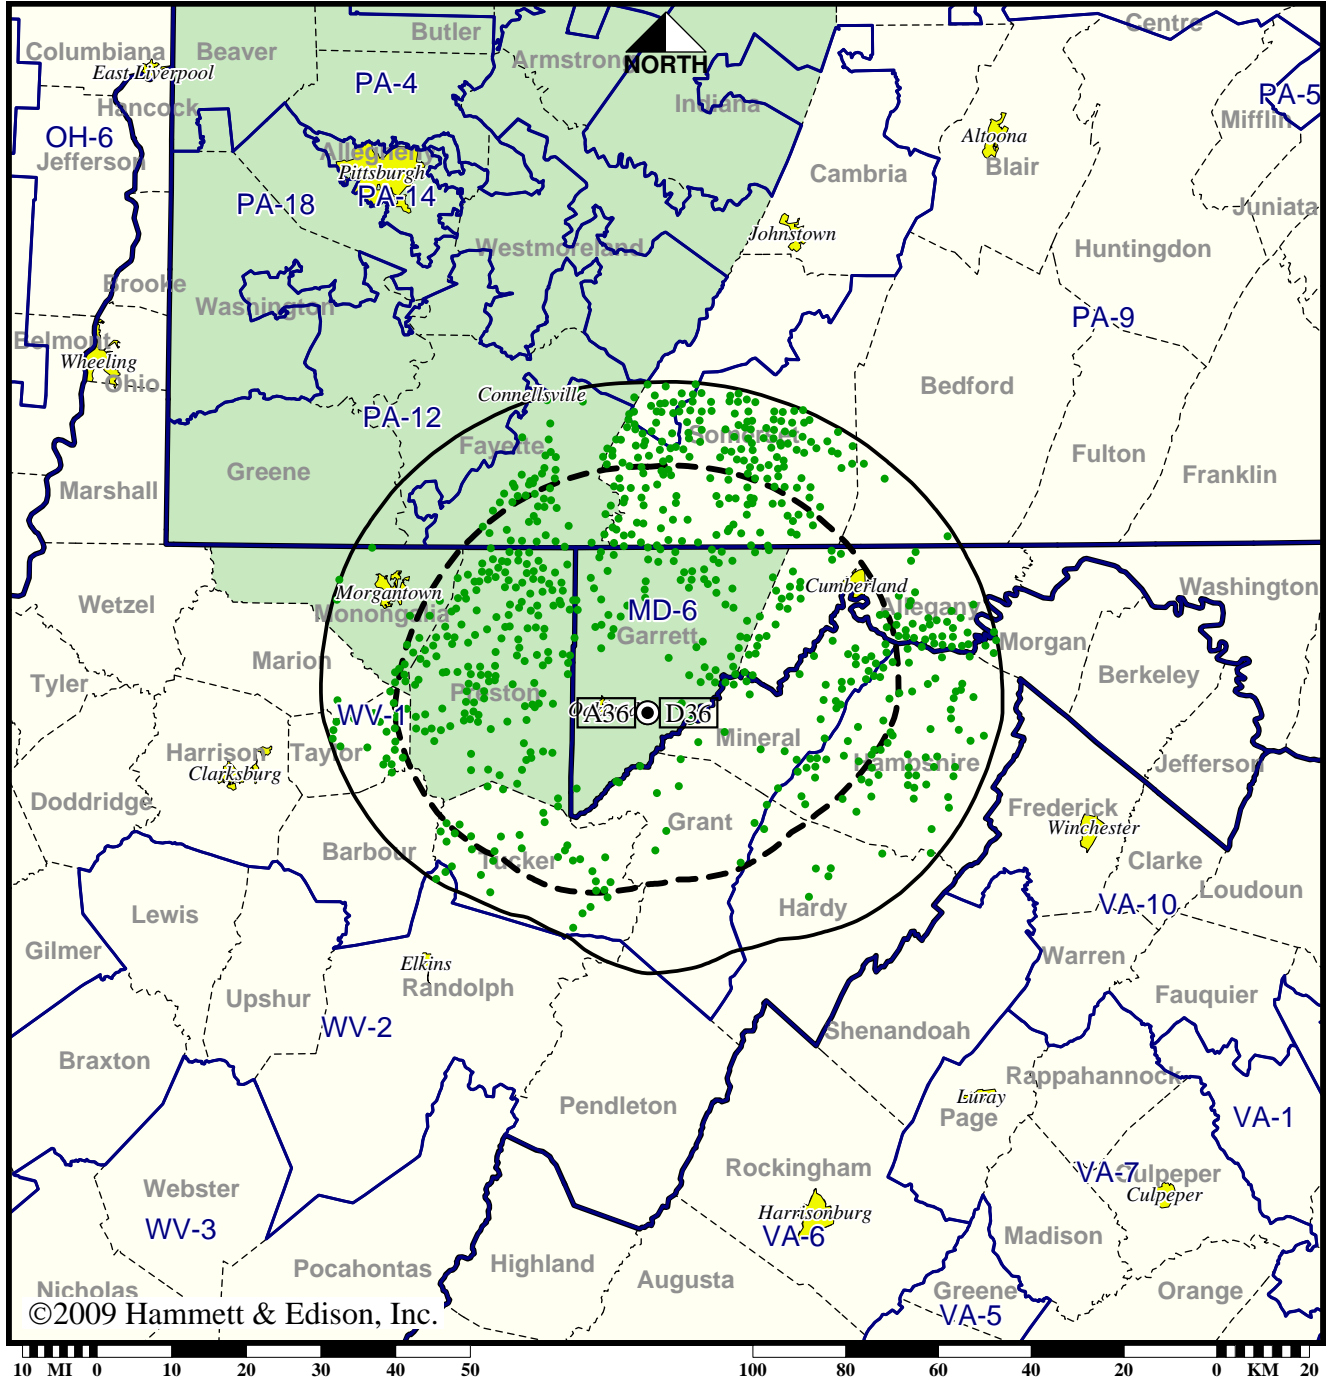 Centre
Butler
Columbiana
Beaver
Armstrong
NORTH
East Liverpool
PA-4
PA-5
Hancock
Indiana
Mifflin
OH-6
Altoona
Jefferson
Allegheny
Blair
Pittsburgh
Cambria
PA-18
PA-14
Juniata
Johnstown
Westmoreland
Huntingdon
Brooke
Washington
PA-9
Belmont
Wheeling
Ohio
Bedford
Connellsville
PA-12
Somerset
Fayette
Fulton
Greene
Franklin
Marshall
Morgantown
Cumberland
Washington
Wetzel
Monongalia
MD-6
Allegany
Garrett
Morgan
Marion
Berkeley
Tyler
Preston
WV-1
A36
D36
Mineral
Harrison
Taylor
Hampshire
Jefferson
Clarksburg
Doddridge
Frederick
Grant
Winchester
Barbour
Tucker
Clarke
Loudoun
Lewis
Hardy
VA-10
Gilmer
Warren
Elkins
Randolph
Upshur
Fauquier
WV-2
Shenandoah
Braxton
Rappahannock
Luray
Pendleton
Page
VA-1
Rockingham
VA-7
Culpeper
Webster
Culpeper
Harrisonburg
WV-3
VA-6
Madison
Pocahontas
Highland
Augusta
Nicholas
Greene
Orange
©2009 Hammett & Edison, Inc.
VA-5
10 MI 0 10 20 30 40 50 100 80 60 40 20 0 KM 20